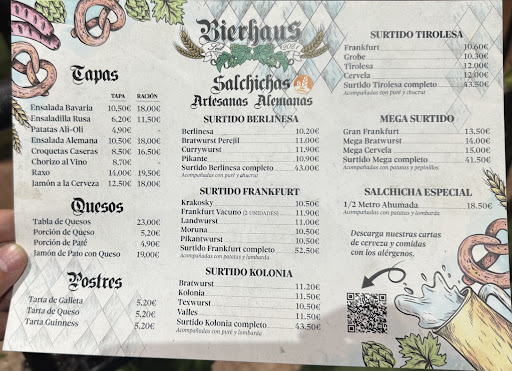 Bierhaus
Salchichas
Artesanas Alemanas
Tapas
TAPA RACIÓN
Ensalada Bavaria 10,50€ 18,00€
Ensaladilla Rusa 6,20€ 11,50€
Patatas Ali-Oli 4,90€ -
Ensalada Alemana 10,50€ 18,00€
Croquetas Caseras 8,50€ 16,50€
Chorizo al Vino 8,70€ -
Raxo 14,00€ 19,50€
Jamón a la Cerveza 12,50€ 18,00€
Quesos
Tabla de Quesos 23,00€
Porción de Queso 5,20€
Porción de Paté 4,90€
Jamón de Pato con Queso 19,00€
Postres
Tarta de Galleta 5,20€
Tarta de Queso 5,20€
Tarta Guinness 5,20€
SURTIDO BERLINESA
Berlinesa 10.20€
Bratwurst Perejil 11.00€
Currywurst 11.90€
Pikante 10.90€
Surtido Berlinesa completo 43.00€
Acompañadas con puré y chucrut
SURTIDO FRANKFURT
Krakosky 10.50€
Frankfurt Vacuno (2 UNIDADES) 11.90€
Landwurst 11.00€
Moruna 10.50€
Pikantwurst 10.50€
Surtido Frankfurt completo 52.50€
Acompañadas con patatas y lombarda
SURTIDO KOLONIA
Bratwurst 11.20€
Kolonia 11.50€
Texwurst 10.50€
Valles 11.50€
Surtido Kolonia completo 43.50€
Acompañadas con puré y lombarda
SURTIDO TIROLESA
Frankfurt 10.60€
Grobe 10.30€
Tirolesa 12.00€
Cervela 12.00€
Surtido Tirolesa completo 43.50€
Acompañadas con puré y chucrut
MEGA SURTIDO
Gran Frankfurt 13.50€
Mega Bratwurst 14.00€
Mega Cervela 15.00€
Surtido Mega completo 41.50€
Acompañadas con patatas y pepinillos
SALCHICHA ESPECIAL
1/2 Metro Ahumada 18.50€
Acompañadas con patatas y lombarda
Descarga nuestras cartas
de cerveza y comidas
con los alérgenos.